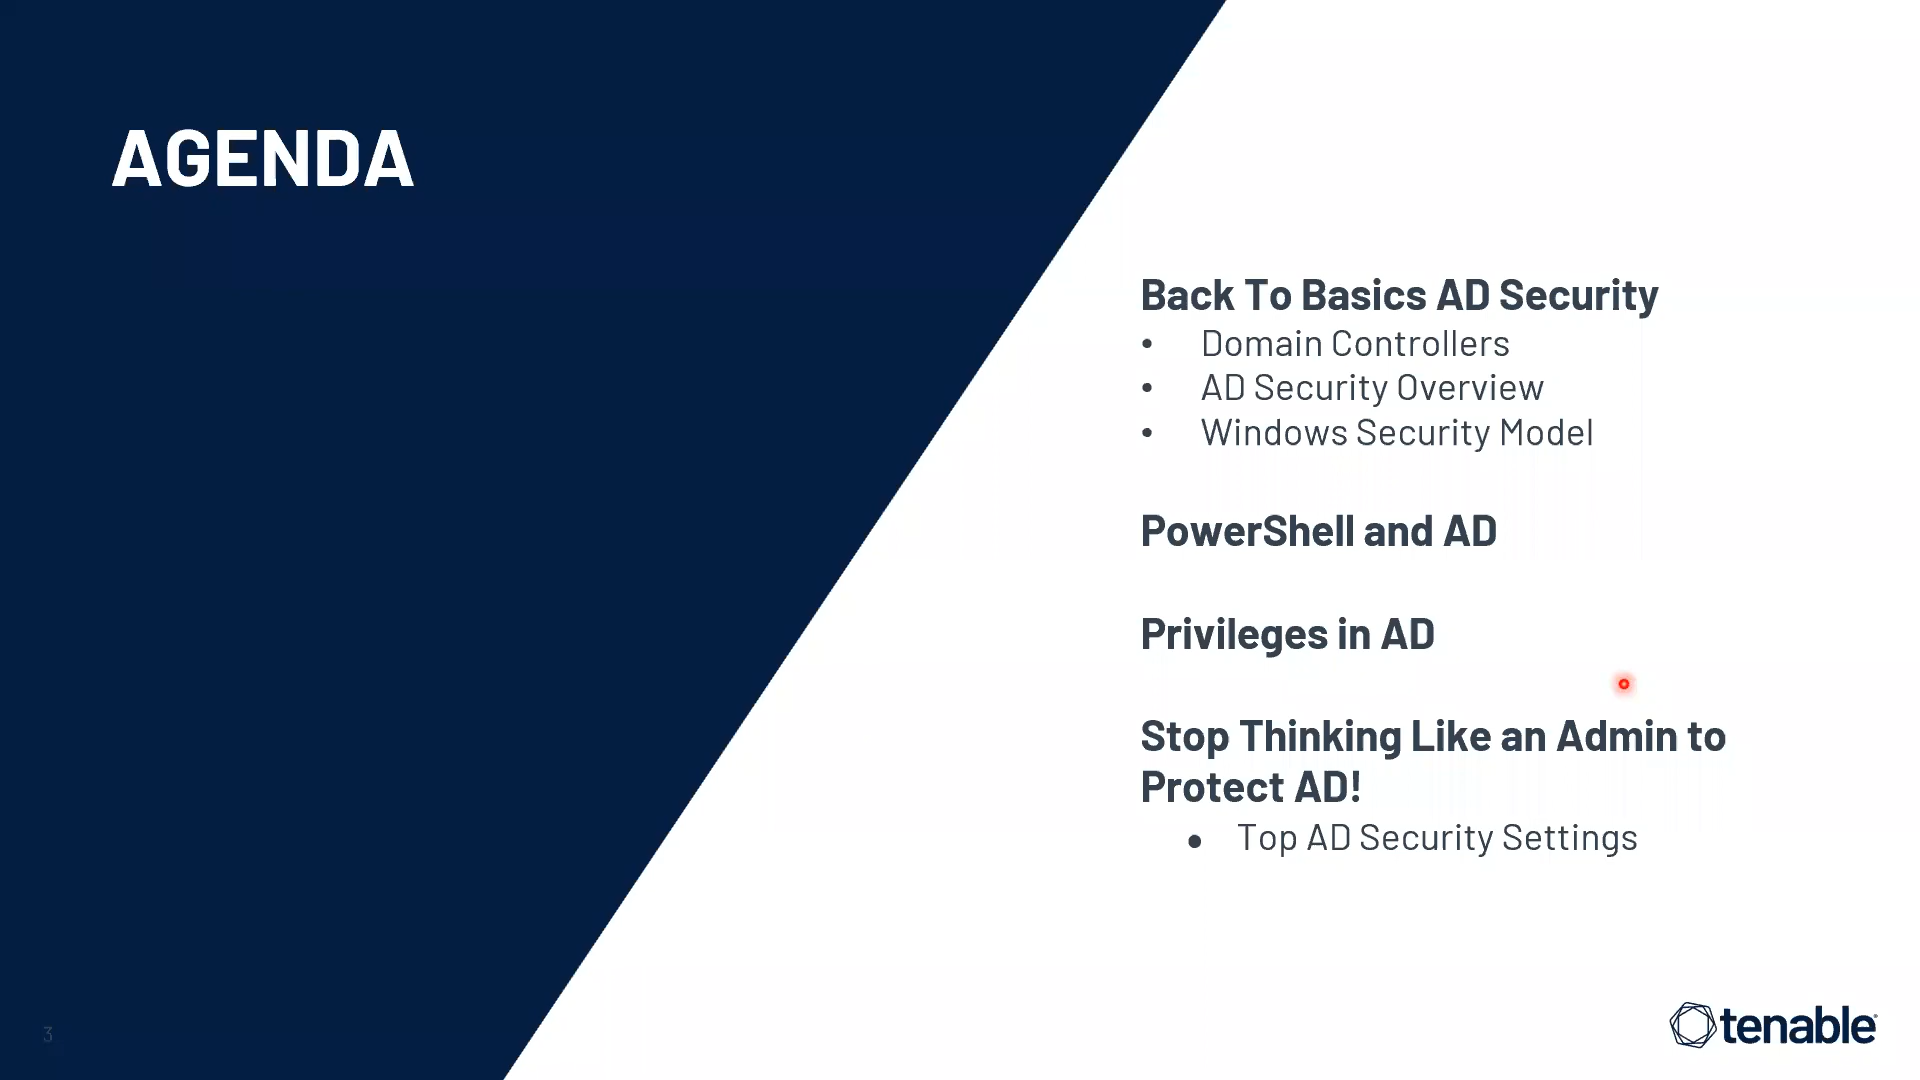 AGENDA
Back To Basics AD Security
• Domain Controllers
• AD Security Overview
• Windows Security Model
PowerShell and AD
Privileges in AD
Stop Thinking Like an Admin to
Protect AD!
● Top AD Security Settings
3
tenable